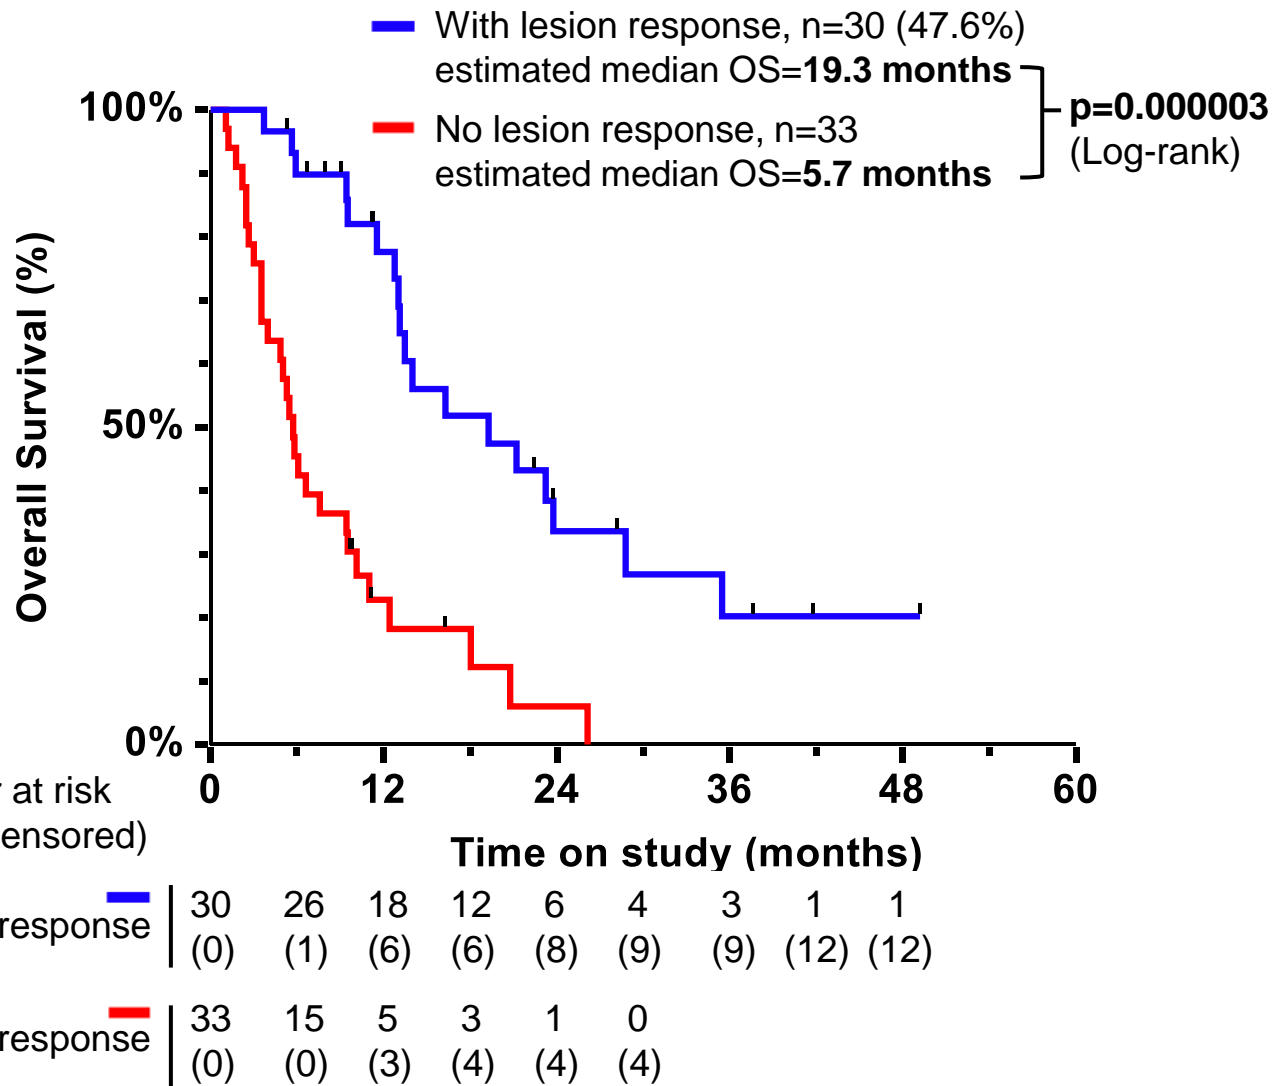 With lesion response, n=30 (47.6%)
estimated median OS=19.3 months
No lesion response, n=33
estimated median OS=5.7 months
p=0.000003
(Log-rank)
Overall Survival (%)
100%
50%
0%
0 12 24 36 48 60
Time on study (months)
at risk
ensored)
response
30 26 18 12 6 4 3 1 1
(0) (1) (6) (6) (8) (9) (9) (12) (12)
response
33 15 5 3 1 0
(0) (0) (3) (4) (4) (4)